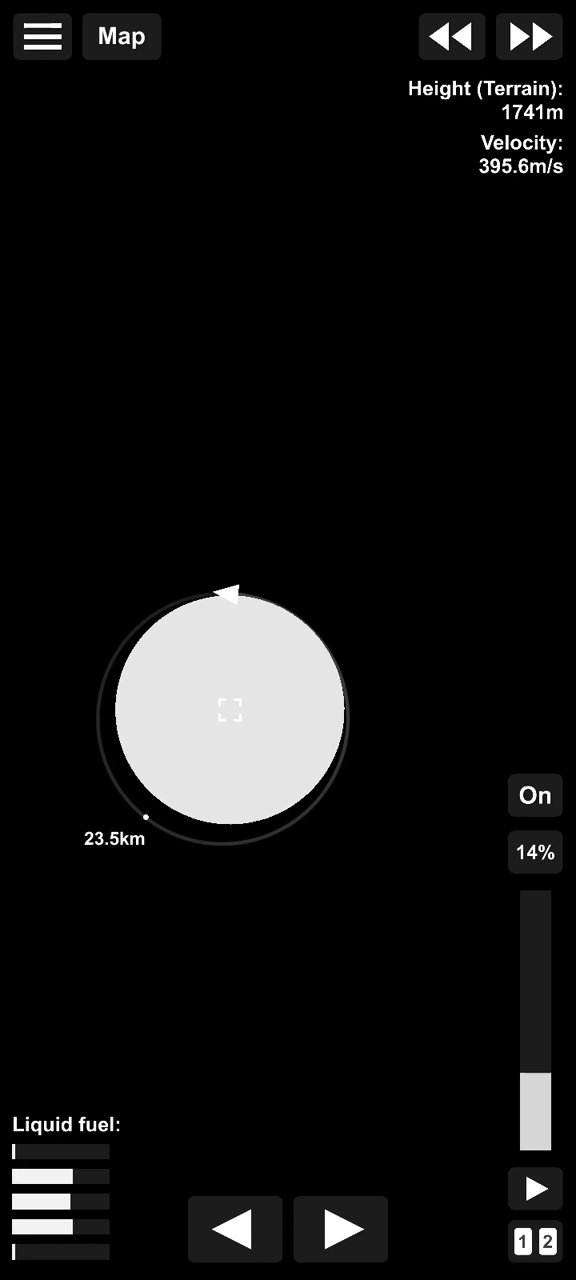 Map
Height (Terrain):
1741m
Velocity:
395.6m/s
23.5km
On
14%
Liquid fuel:
1 2